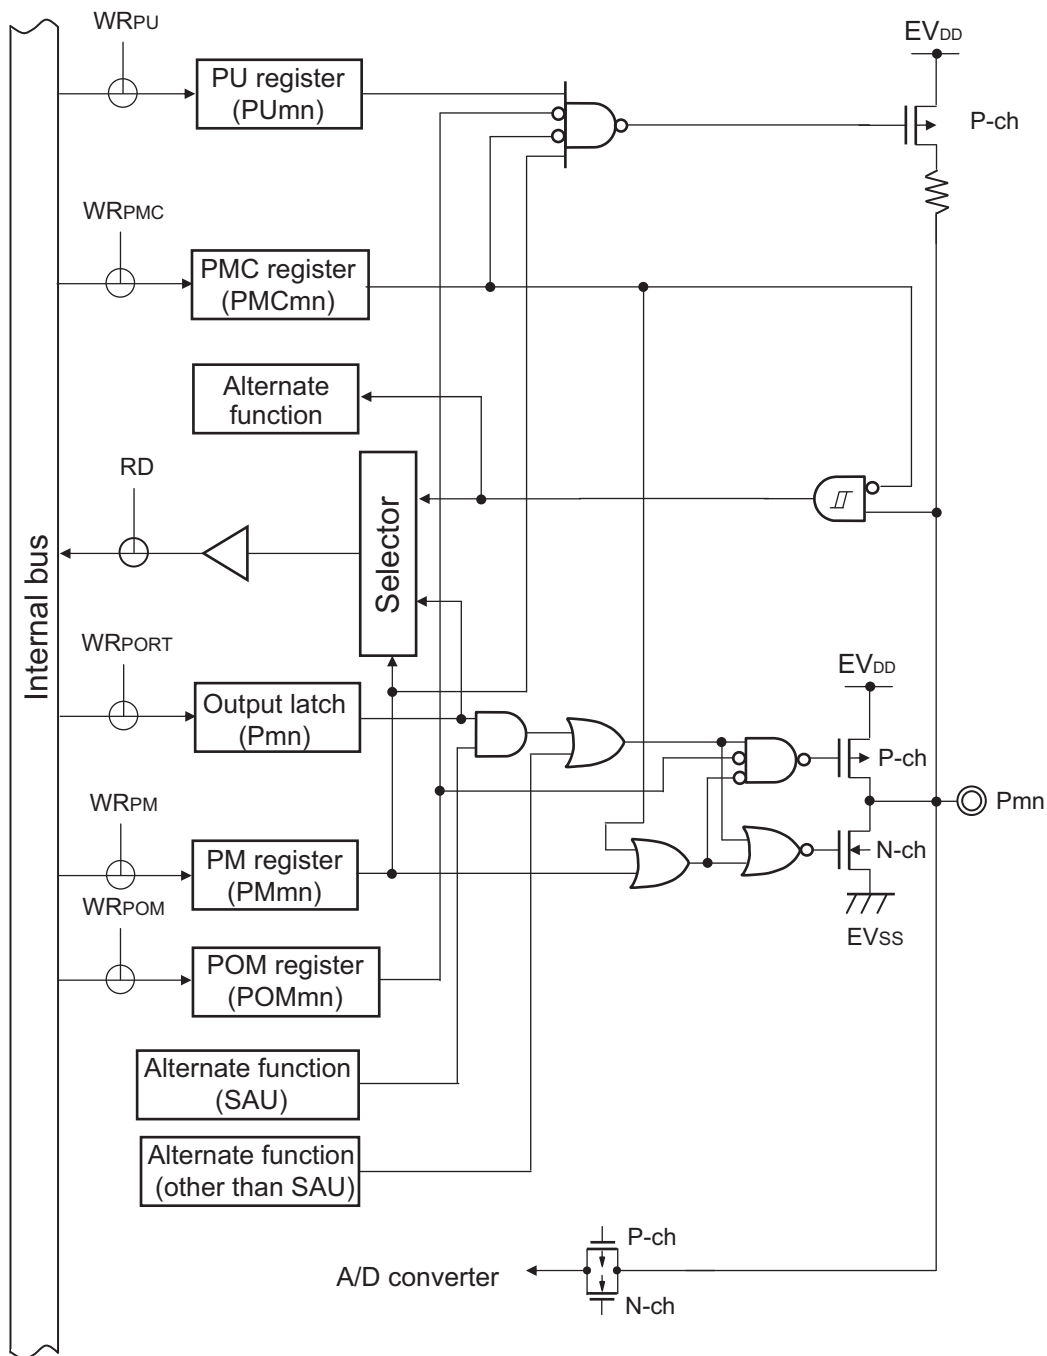 WRPU
EVDD
PU register
(PUmn)
P-ch
WRPMC
PMC register
(PMCmn)
Alternate
function
RD
Selector
Internal bus
WRPORT
EVDD
Output latch
(Pmn)
P-ch
WRPM
Pmn
PM register
(PMmn)
N-ch
WRPOM
EVSS
POM register
(POMmn)
Alternate function
(SAU)
Alternate function
(other than SAU)
P-ch
A/D converter
N-ch